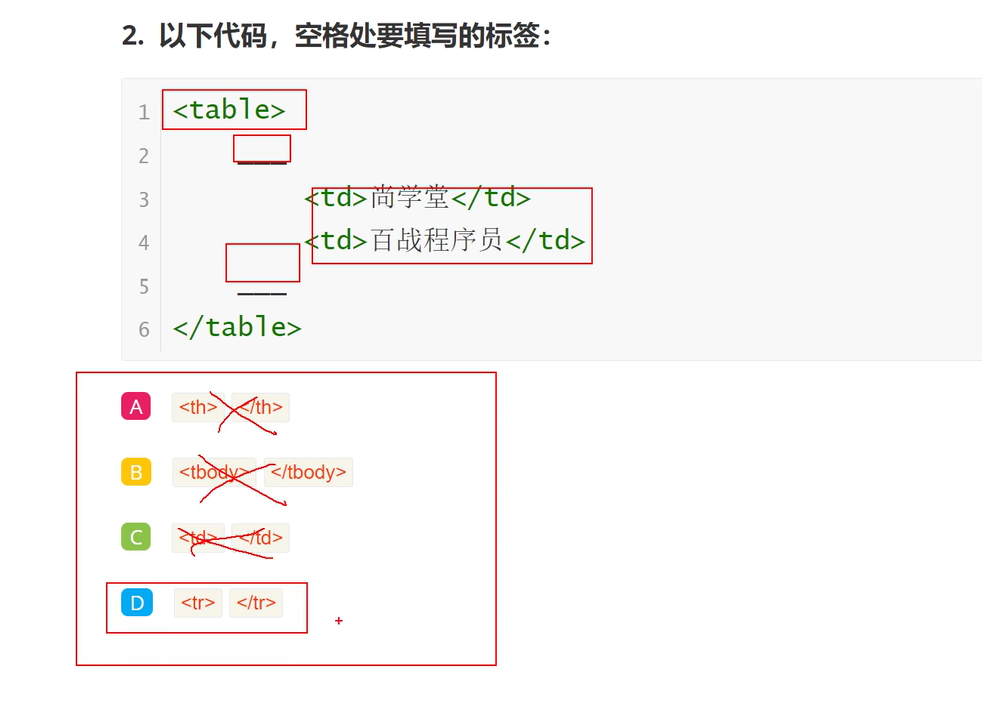 2. 以下代码，空格处要填写的标签：
1 <table>
2 ___
3 <td>尚学堂</td>
4 <td>百战程序员</td>
5 ___
6 </table>
A <th> </th>
B <tbody> </tbody>
C <td> </td>
D <tr> </tr>